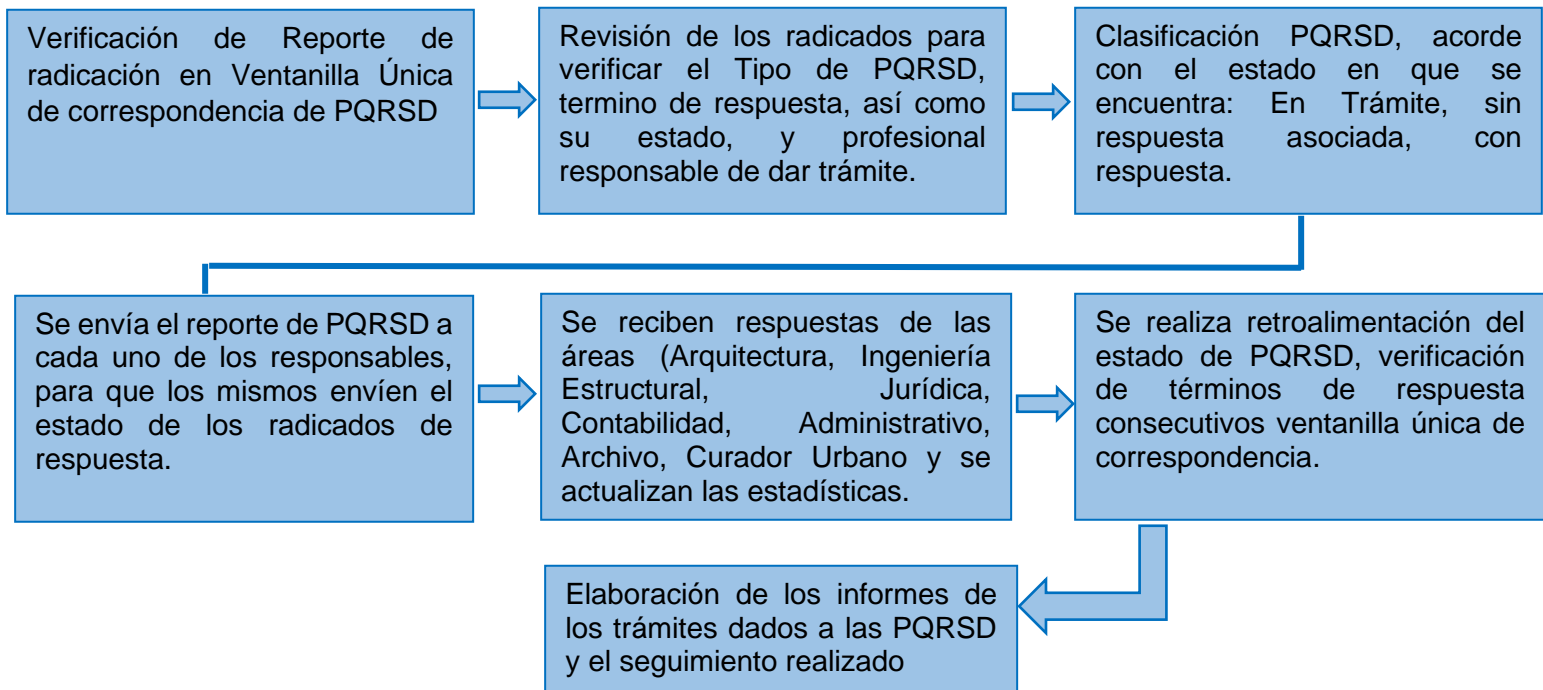 Verificación de Reporte de
radicación en Ventanilla Única
de correspondencia de PQRSD
Revisión de los radicados para
verificar el Tipo de PQRSD,
termino de respuesta, así como
su estado, y profesional
responsable de dar trámite.
Clasificación PQRSD, acorde
con el estado en que se
encuentra: En Trámite, sin
respuesta asociada, con
respuesta.
Se envía el reporte de PQRSD a
cada uno de los responsables,
para que los mismos envíen el
estado de los radicados de
respuesta.
Se reciben respuestas de las
áreas (Arquitectura, Ingeniería
Estructural, Jurídica,
Contabilidad, Administrativo,
Archivo, Curador Urbano y se
actualizan las estadísticas.
Se realiza retroalimentación del
estado de PQRSD, verificación
de términos de respuesta
consecutivos ventanilla única de
correspondencia.
Elaboración de los informes de
los trámites dados a las PQRSD
y el seguimiento realizado